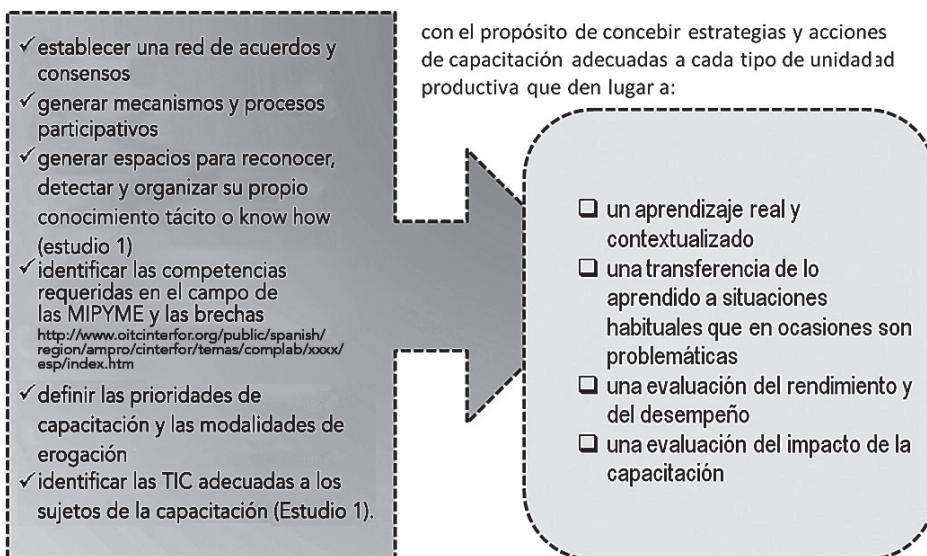 ✓ establecer una red de acuerdos y
consensos
✓ generar mecanismos y procesos
participativos
✓ generar espacios para reconocer,
detectar y organizar su propio
conocimiento tácito o know how
(estudio 1)
✓ identificar las competencias
requeridas en el campo de
las MIPYME y las brechas
http://www.oitcinterfor.org/public/spanish/
region/ampro/cinterfor/temas/complab/xxxx/
esp/index.htm
✓ definir las prioridades de
capacitación y las modalidades de
erogación
✓ identificar las TIC adecuadas a los
sujetos de la capacitación (Estudio 1).
con el propósito de concebir estrategias y acciones
de capacitación adecuadas a cada tipo de unidad
productiva que den lugar a:
❑ un aprendizaje real y
contextualizado
❑ una transferencia de lo
aprendido a situaciones
habituales que en ocasiones son
problemáticas
❑ una evaluación del rendimiento y
del desempeño
❑ una evaluación del impacto de la
capacitación